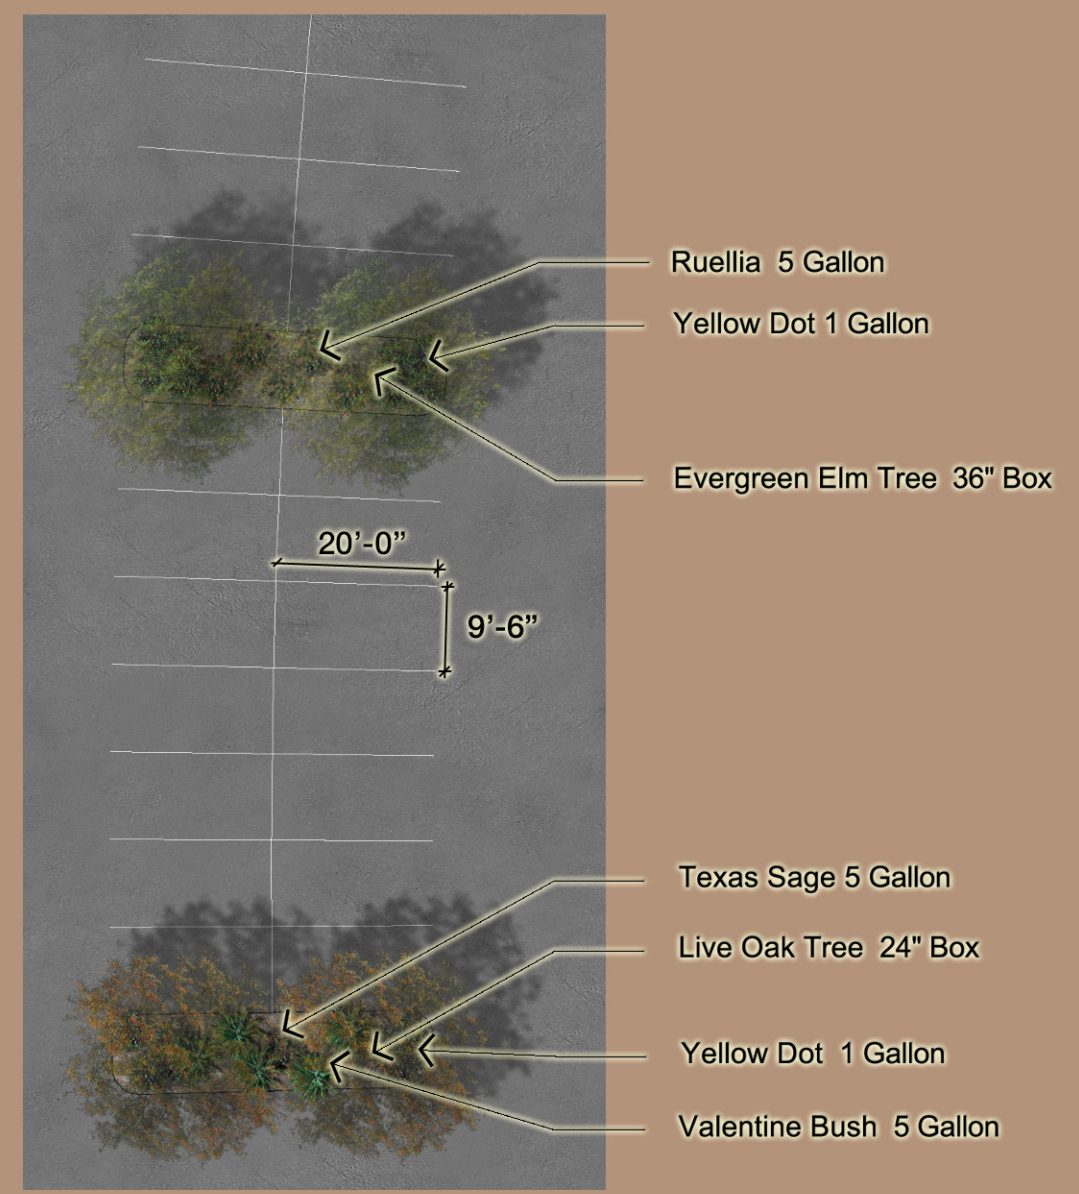 Ruellia 5 Gallon
Yellow Dot 1 Gallon
Evergreen Elm Tree 36" Box
20’-0”
9’-6”
Texas Sage 5 Gallon
Live Oak Tree 24" Box
Yellow Dot 1 Gallon
Valentine Bush 5 Gallon